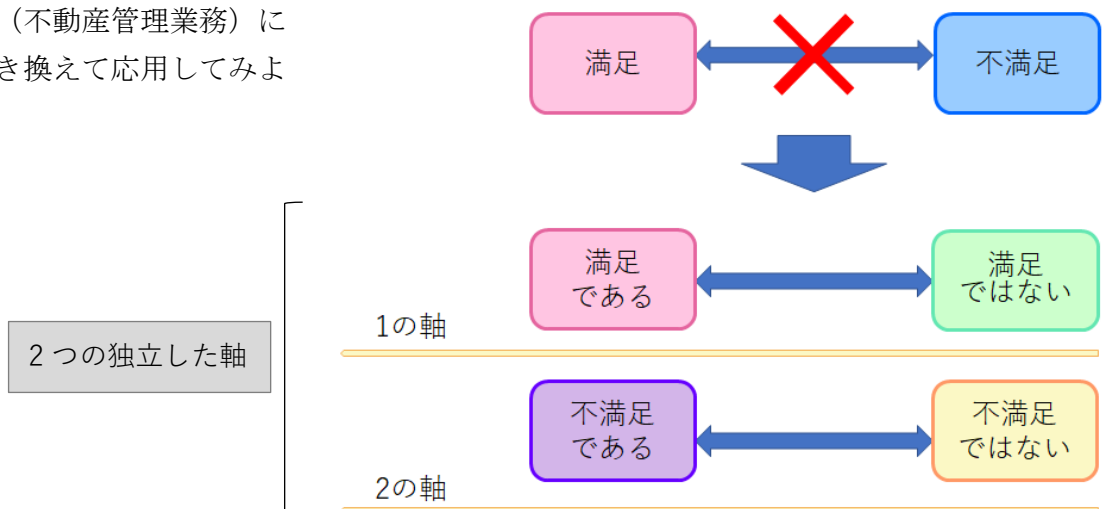 （不動産管理業務）に
き換えて応用してみよ
満足
不満足
満足
である
満足
ではない
1の軸
2つの独立した軸
不満足
である
不満足
ではない
2の軸